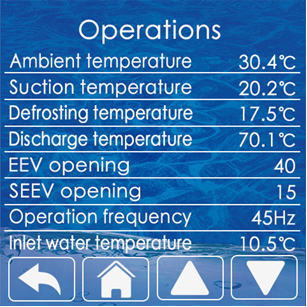 Operations
Ambient temperature 30.4℃
Suction temperature 20.2℃
Defrosting temperature 17.5℃
Discharge temperature 70.1℃
EEV opening 40
SEEV opening 15
Operation frequency 45Hz
Inlet water temperature 10.5℃